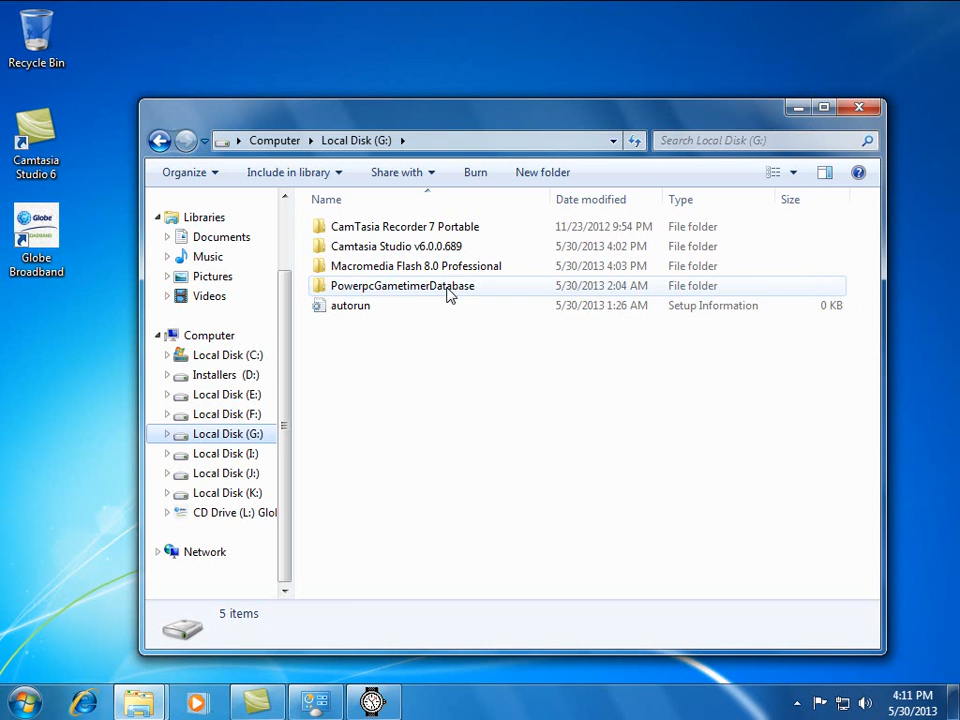 Recycle Bin
Camtasia
Studio 6
Globe
Globe
Broadband
Computer
Local Disk (G:)
Search Local Disk (G:)
Organize
Include in library
Share with
Burn
New folder
Libraries
Documents
Music
Pictures
Videos
Computer
Local Disk (C:)
Installers (D:)
Local Disk (E:)
Local Disk (F:)
Local Disk (G:)
Local Disk (I:)
Local Disk (J:)
Local Disk (K:)
CD Drive (L:) Glol
Network
Name Date modified Type Size
CamTasia Recorder 7 Portable 11/23/2012 9:54 PM File folder
Camtasia Studio v6.0.0.689 5/30/2013 4:02 PM File folder
Macromedia Flash 8.0 Professional 5/30/2013 4:03 PM File folder
PowerpcGametimerDatabase 5/30/2013 2:04 AM File folder
autorun 5/30/2013 1:26 AM Setup Information 0 KB
5 items
4:11 PM
5/30/2013